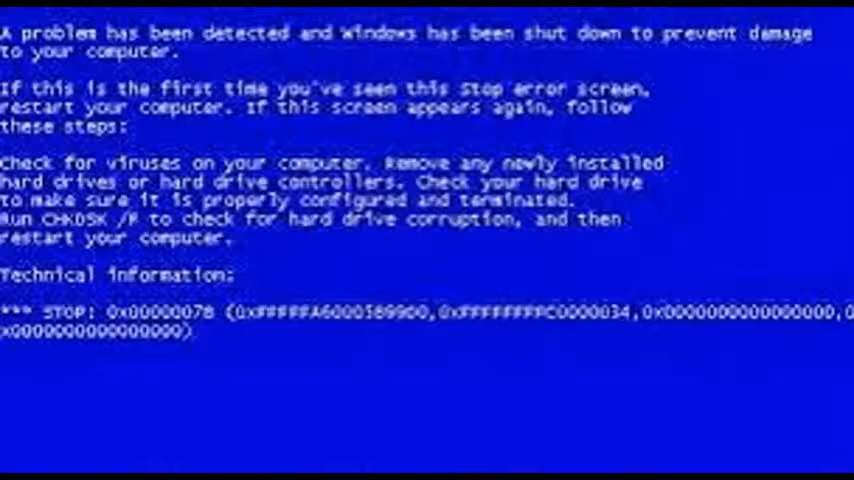 A problem has been detected and Windows has been shut down to prevent damage
to your computer.
If this is the first time you've seen this Stop error screen,
restart your computer. If this screen appears again, follow
these steps:
Check for viruses on your computer. Remove any newly installed
hard drives or hard drive controllers. Check your hard drive
to make sure it is properly configured and terminated.
Run CHKDSK /F to check for hard drive corruption, and then
restart your computer.
Technical information:
*** STOP: 0x0000007B (0xFFFFFA60005899D0,0xFFFFFFFFC0000034,0x0000000000000000,0
x0000000000000000)